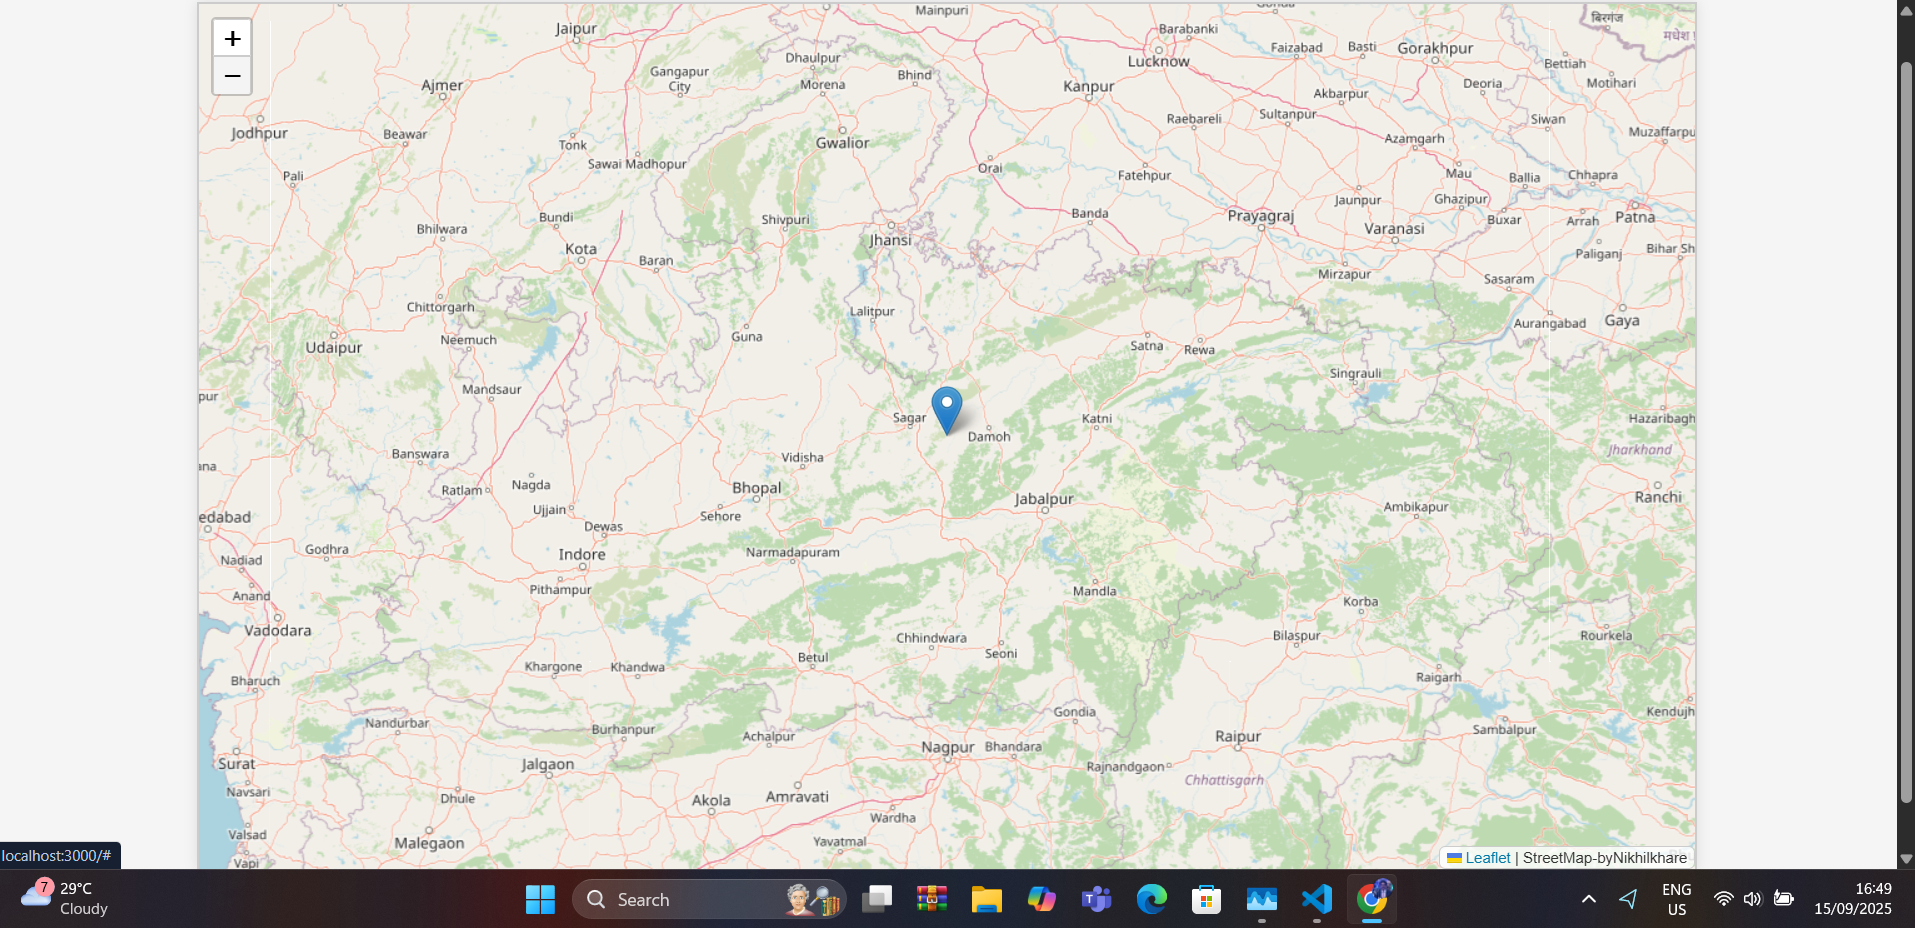 +
−
Mainpuri
Gonda
बिरगंज
मधेश प्र
Jaipur
Barabanki
Faizabad
Basti
Gorakhpur
Dhaulpur
Lucknow
Bettiah
Gangapur
City
Bhind
Ajmer
Morena
Kanpur
Deoria
Motihari
Akbarpur
Jodhpur
Beawar
Raebareli
Sultanpur
Siwan
Muzaffarpu
Tonk
Gwalior
Azamgarh
Sawai Madhopur
Orai
Pali
Fatehpur
Mau
Ballia
Chhapra
Bundi
Shivpuri
Banda
Prayagraj
Jaunpur
Ghazipur
Buxar
Arrah
Patna
Bhilwara
Jhansi
Varanasi
Kota
Baran
Paliganj
Bihar Sh
Mirzapur
Sasaram
Chittorgarh
Lalitpur
Aurangabad
Gaya
Udaipur
Neemuch
Guna
Satna
Rewa
Singrauli
Mandsaur
pur
Sagar
Katni
Hazaribagh
Damoh
Banswara
Vidisha
Jharkhand
ana
Ratlam
Nagda
Bhopal
Jabalpur
Ranchi
edabad
Ujjain
Sehore
Ambikapur
Dewas
Godhra
Indore
Narmadapuram
Nadiad
Pithampur
Mandla
Anand
Korba
Vadodara
Chhindwara
Bilaspur
Rourkela
Khargone
Khandwa
Betul
Seoni
Bharuch
Raigarh
Nandurbar
Burhanpur
Achalpur
Gondia
Kendujh
Sambalpur
Surat
Jalgaon
Nagpur
Bhandara
Raipur
Rajnandgaon
Chhattisgarh
Navsari
Dhule
Akola
Amravati
Wardha
Valsad
Malegaon
Yavatmal
Vapi
localhost:3000/#
Leaflet | StreetMap-byNikhilkhare
7
29°C
Cloudy
Search
ENG
US
16:49
15/09/2025